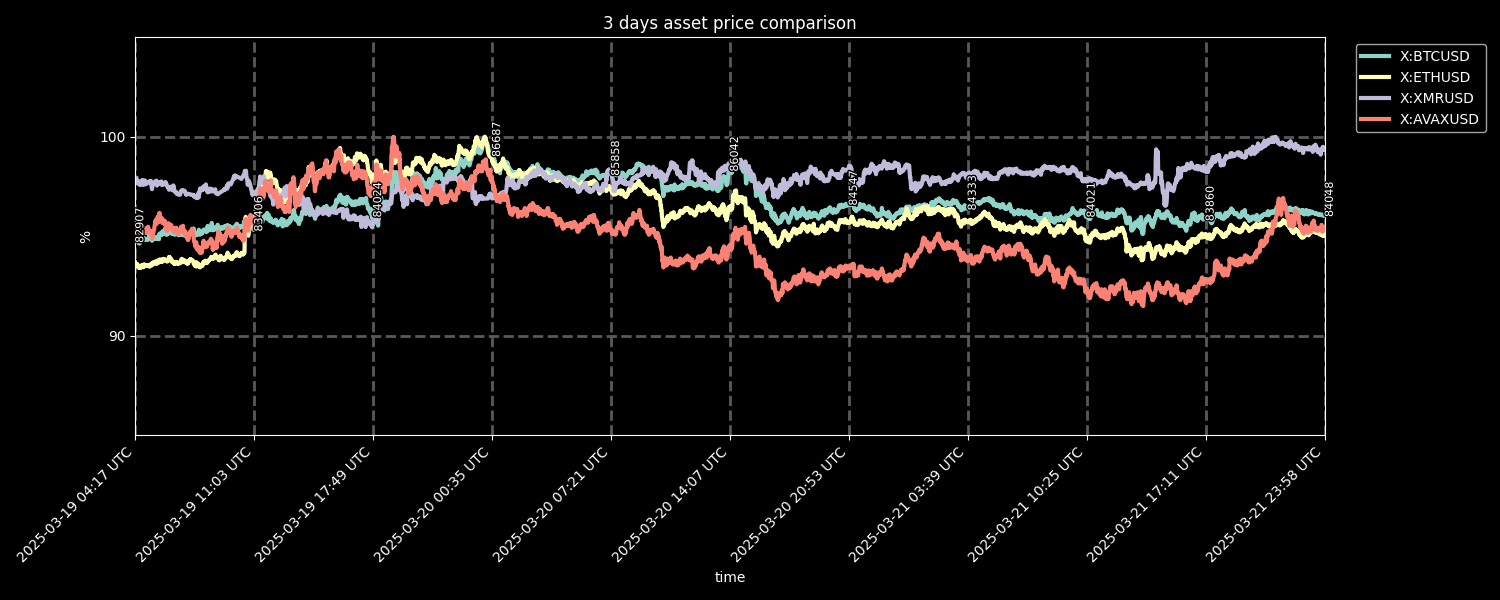 3 days asset price comparison
X:BTCUSD
X:ETHUSD
X:XMRUSD
X:AVAXUSD
100
90
%
82907
83406
84024
86687
85858
86042
84333
84021
83860
84048
2025-03-19 04:17 UTC
2025-03-19 11:03 UTC
2025-03-19 17:49 UTC
2025-03-20 00:35 UTC
2025-03-20 07:21 UTC
2025-03-20 14:07 UTC
2025-03-20 20:53 UTC
2025-03-21 03:39 UTC
2025-03-21 10:25 UTC
2025-03-21 17:11 UTC
2025-03-21 23:58 UTC
time